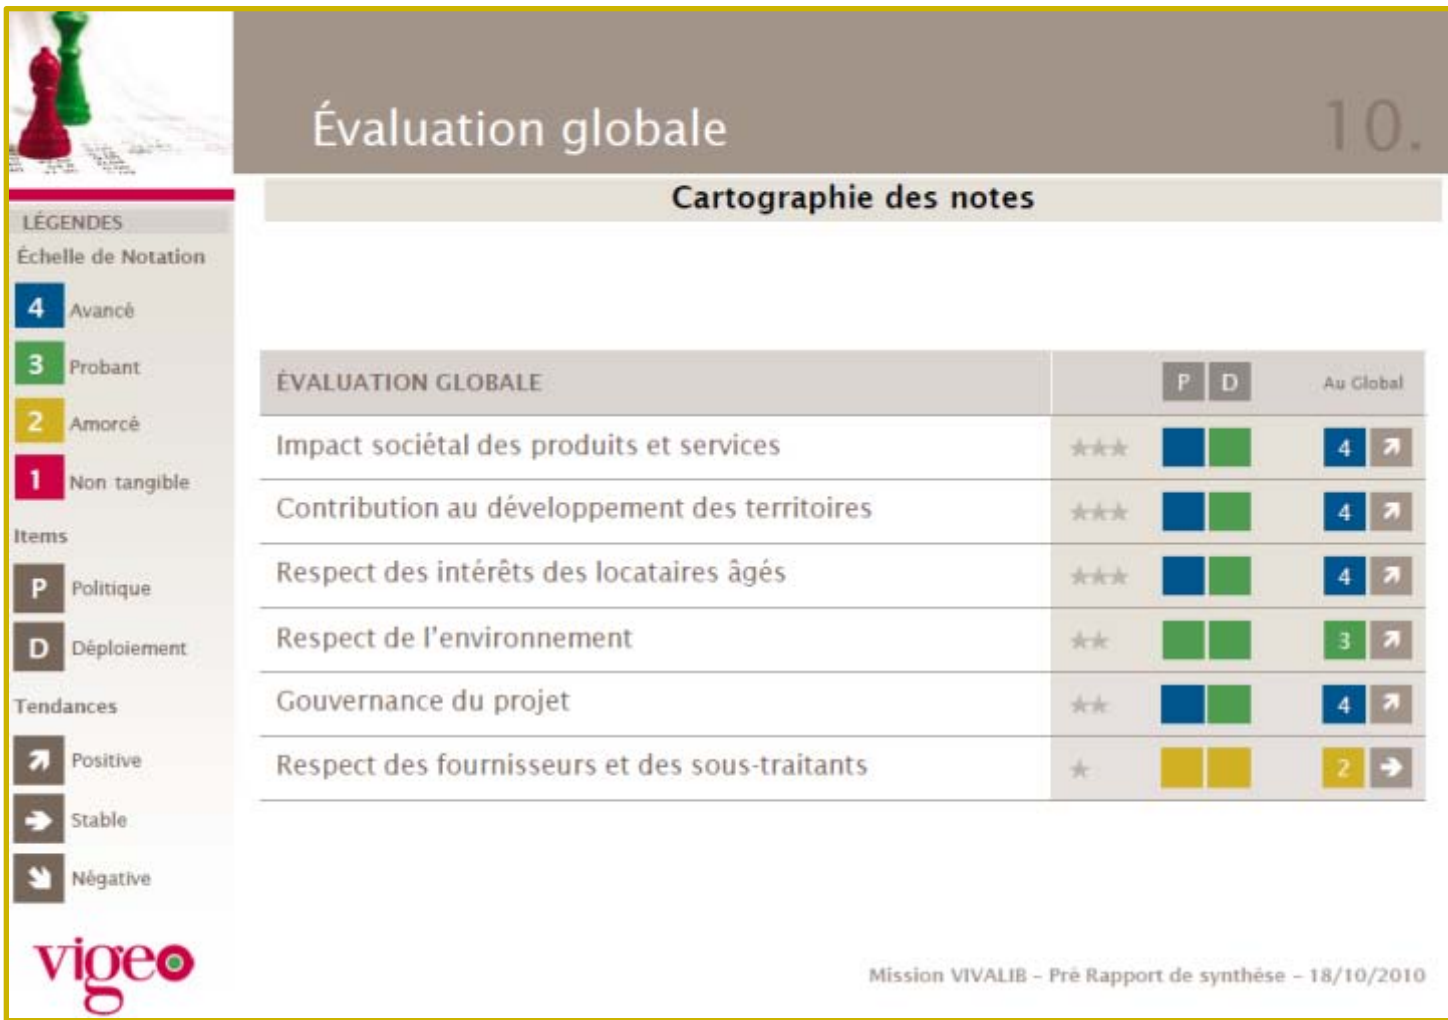 Évaluation globale
10.
Cartographie des notes
LÉGENDES
Échelle de Notation
4 Avancé
3 Probant
2 Amorcé
1 Non tangible
Items
P Politique
D Déploiement
Tendances
Positive
Stable
Négative
ÉVALUATION GLOBALE P D Au Global
Impact sociétal des produits et services ★★★ 4
Contribution au développement des territoires ★★★ 4
Respect des intérêts des locataires âgés ★★★ 4
Respect de l'environnement ★★ 3
Gouvernance du projet ★★ 4
Respect des fournisseurs et des sous-traitants ★ 2
vigeo
Mission VIVALIB – Pré Rapport de synthèse – 18/10/2010